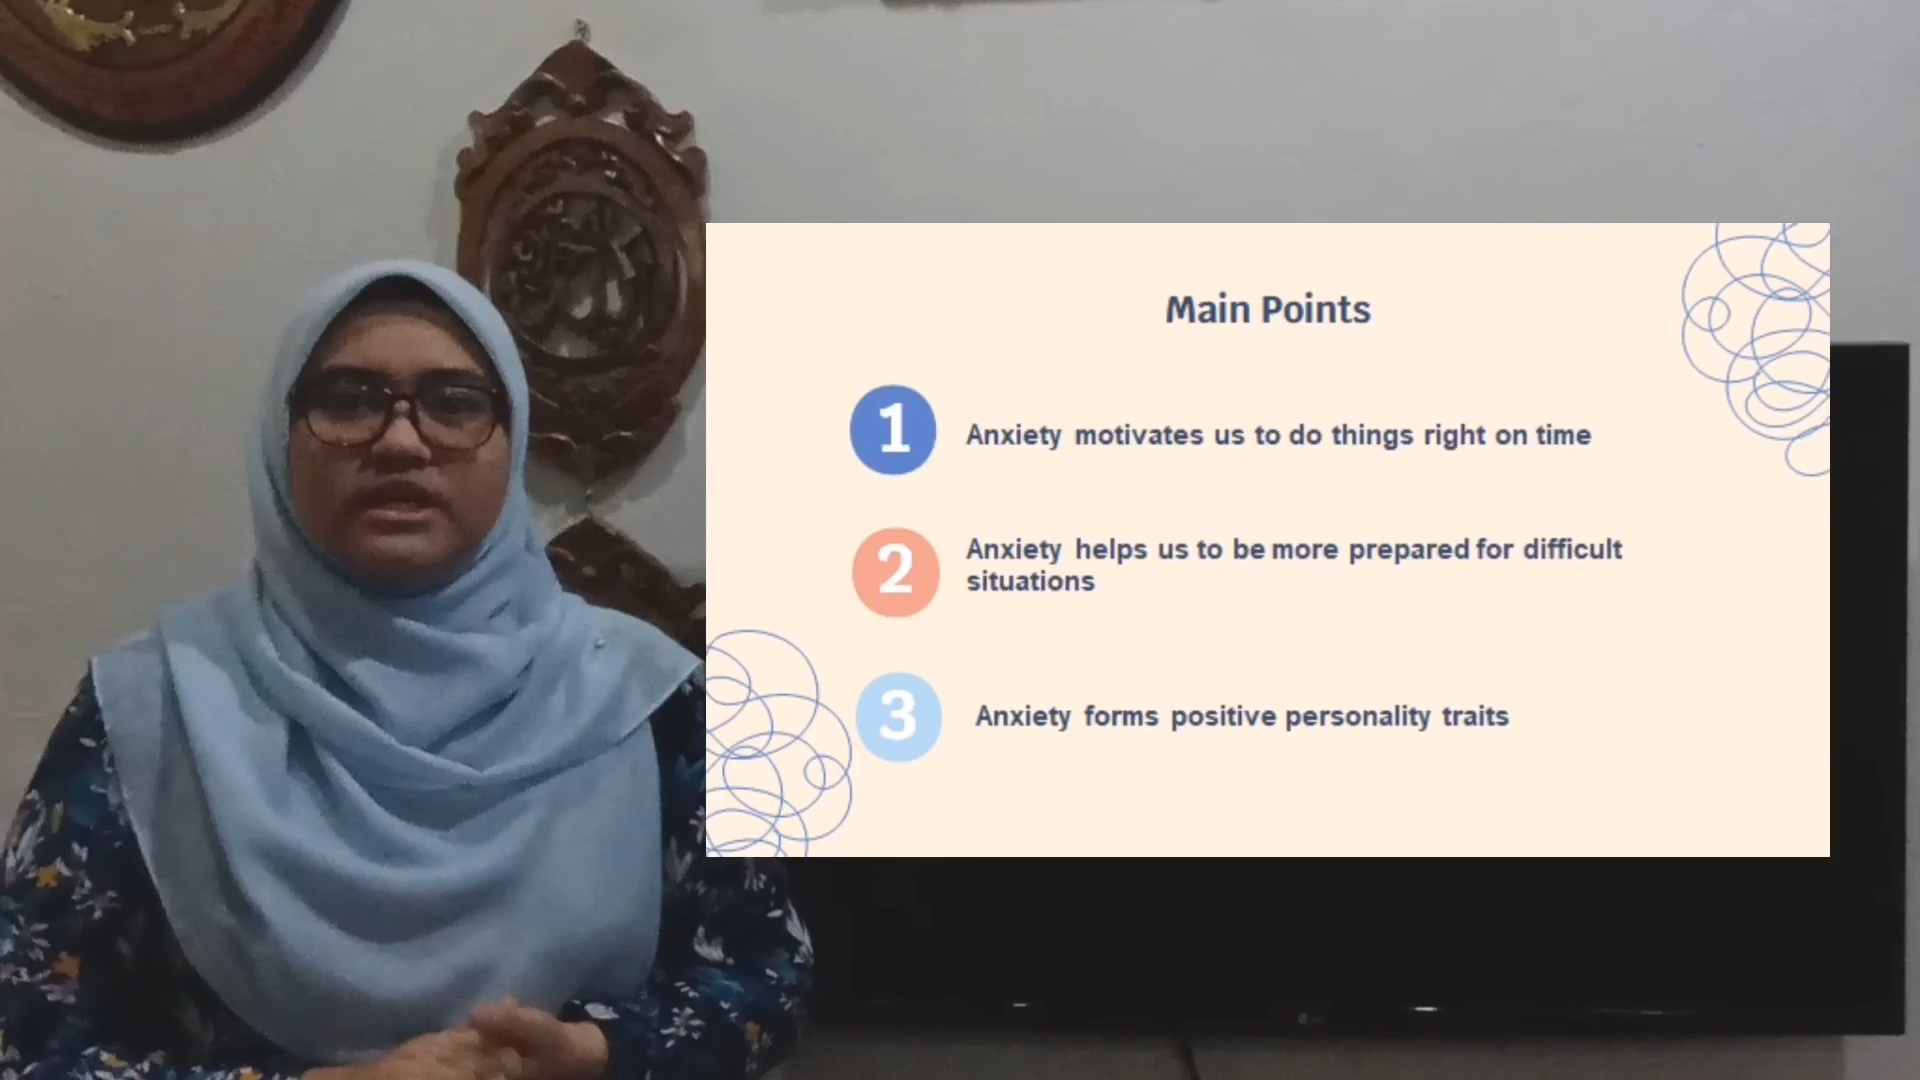 Main Points
1 Anxiety motivates us to do things right on time
2 Anxiety helps us to be more prepared for difficult
situations
3 Anxiety forms positive personality traits